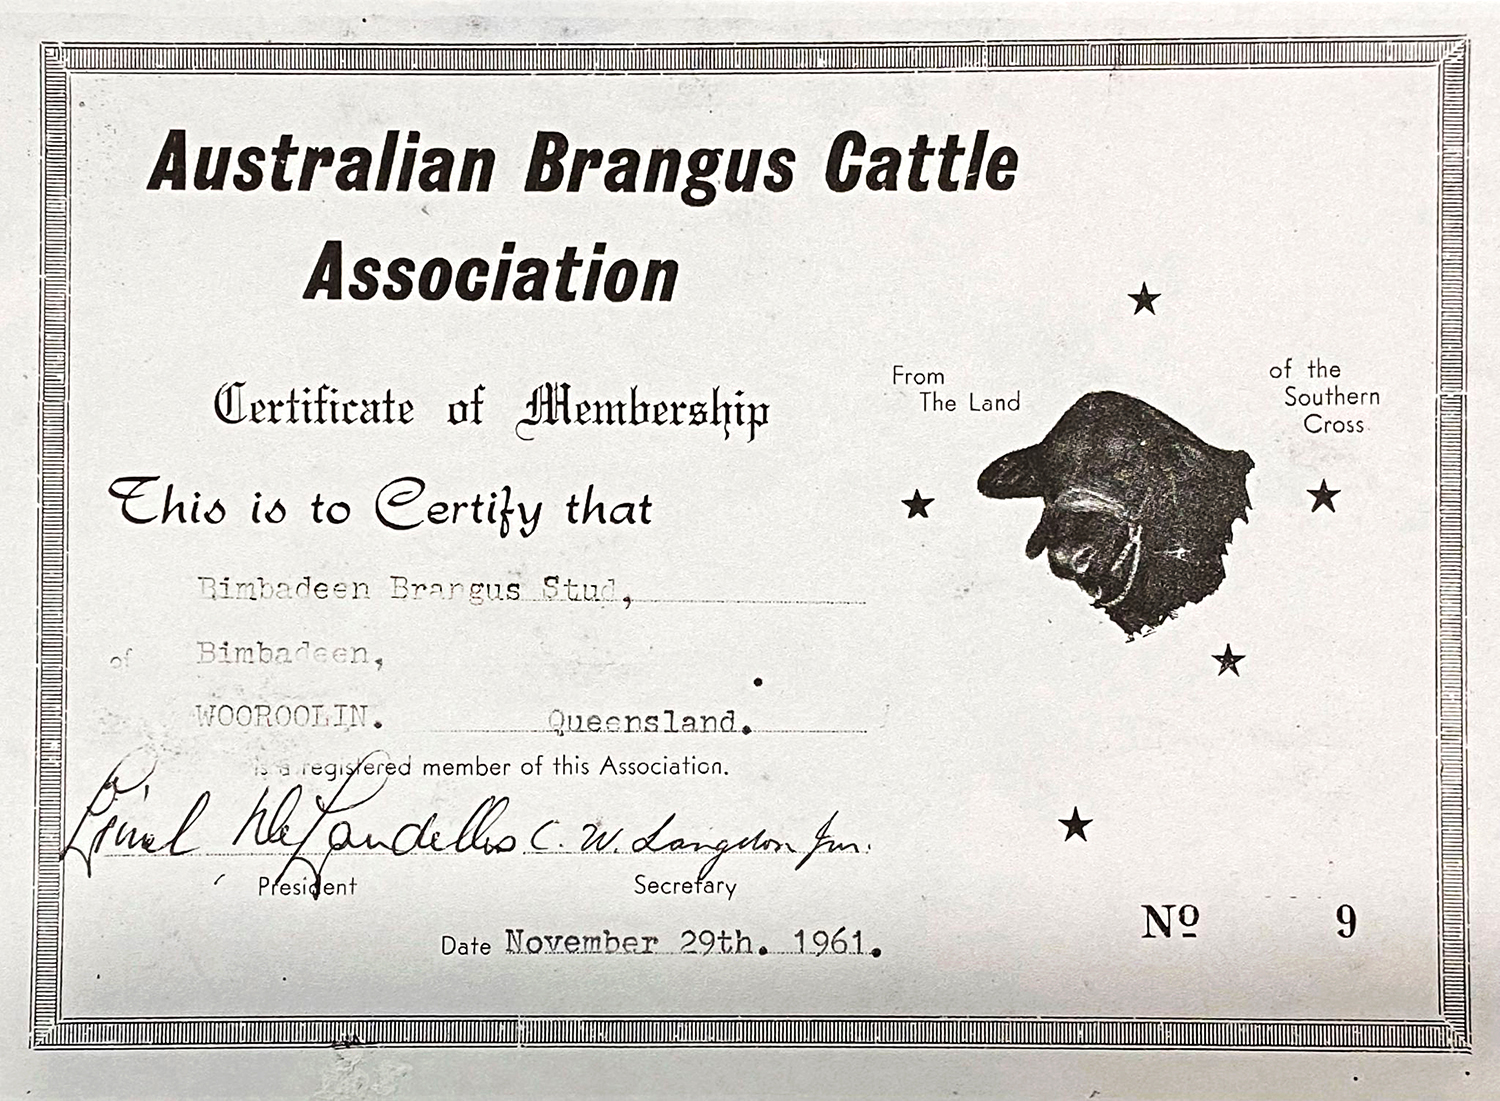 Australian Brangus Cattle
Association
Certificate of Membership
This is to Certify that
Bimbadeen Brangus Stud,
of Bimbadeen,
WOOROOLIN. Queensland.
is a registered member of this Association.
C. W. Langdon Jnr.
President Secretary
Date November 29th. 1961.
From
The Land
of the
Southern
Cross
Nº 9